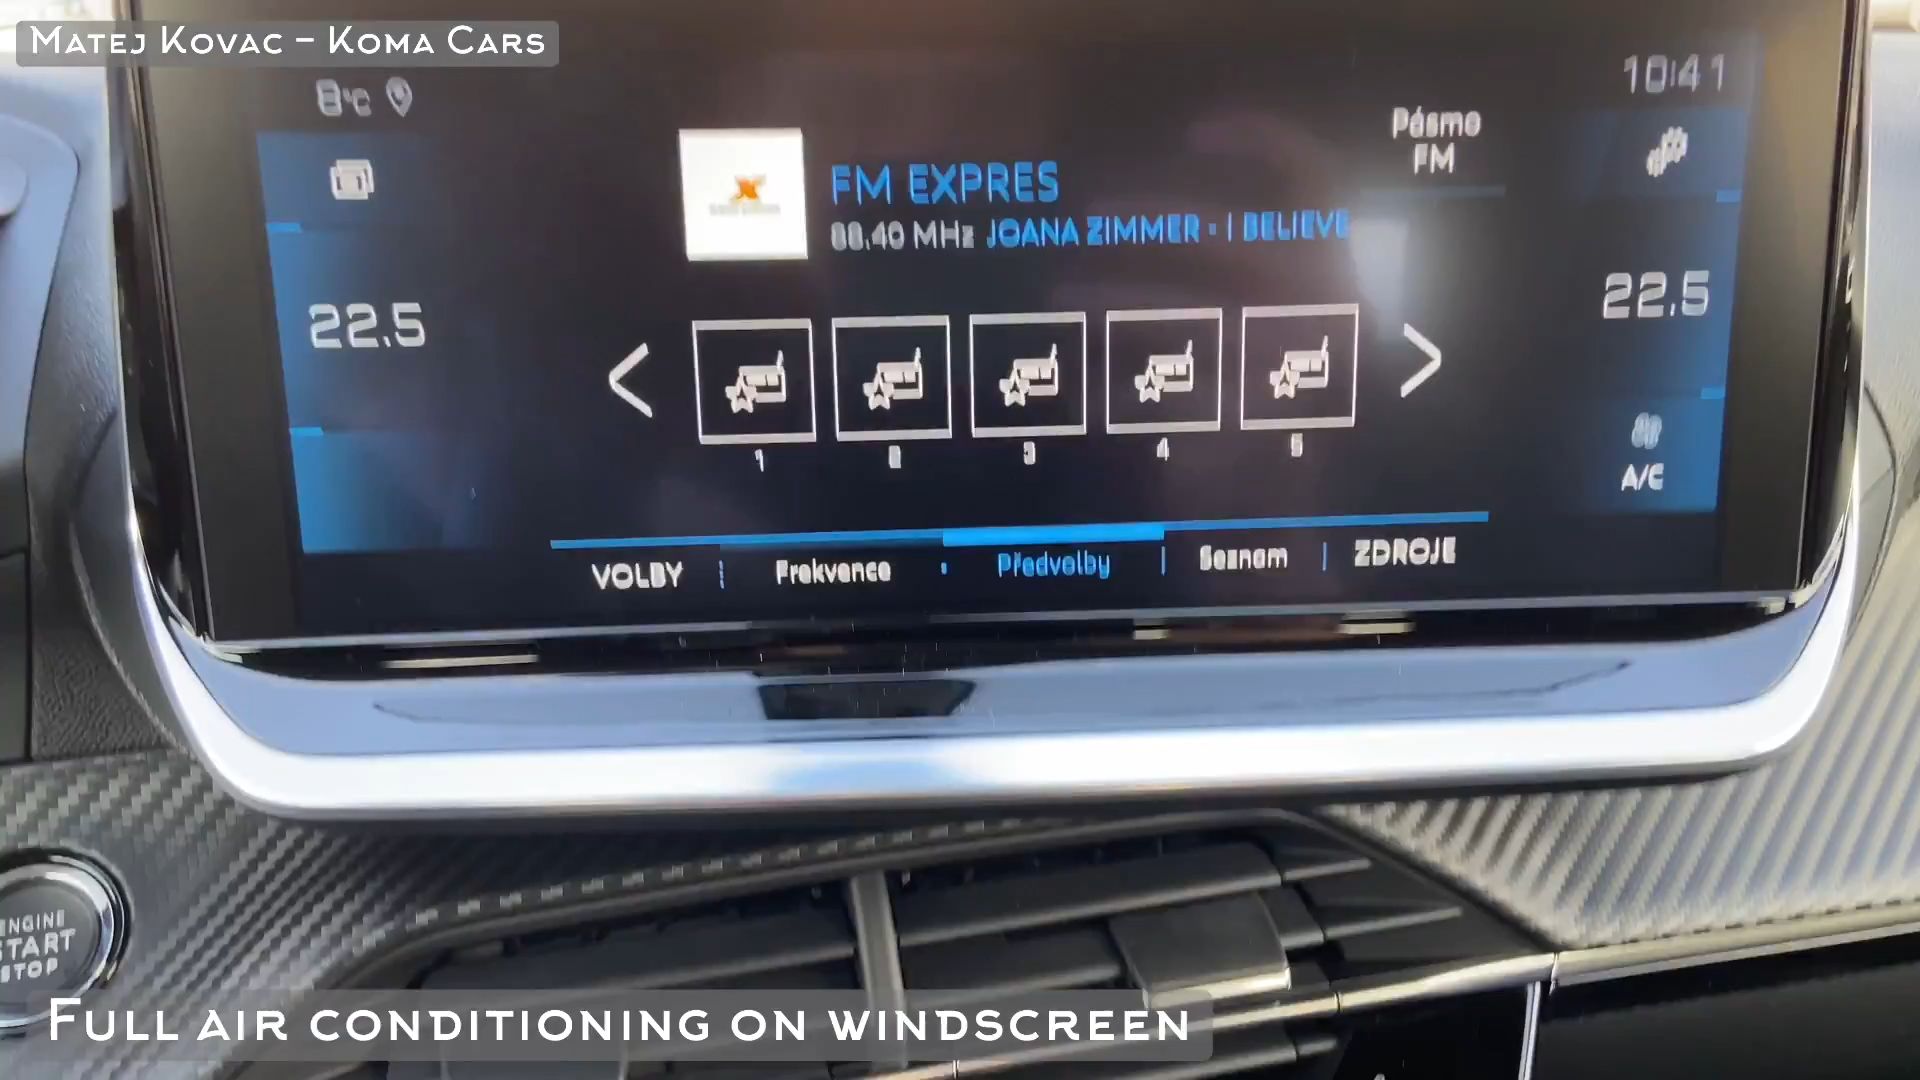 Matej Kovac – Koma Cars
8°C
10:41
Pásmo
FM
FM EXPRES
88.40 MHz JOANA ZIMMER - I BELIEVE
22.5
22.5
1 2 3 4 5
A/C
VOLBY Frekvence Předvolby Seznam ZDROJE
ENGINE
START
STOP
Full air conditioning on windscreen